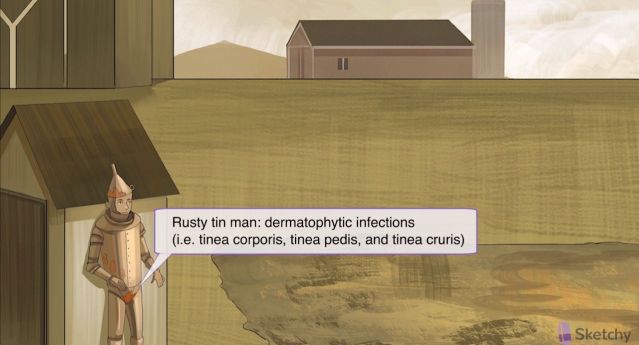 Rusty tin man: dermatophytic infections
(i.e. tinea corporis, tinea pedis, and tinea cruris)
Sketchy